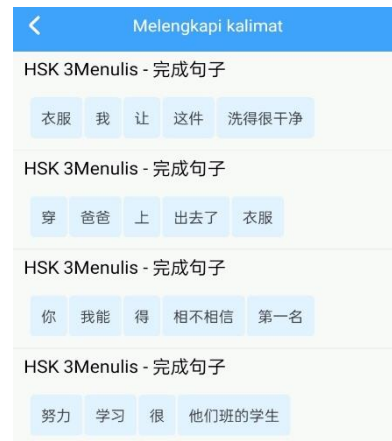 Melengkapi kalimat
HSK 3Menulis - 完成句子
衣服 我 让 这件 洗得很干净
HSK 3Menulis - 完成句子
穿 爸爸 上 出去了 衣服
HSK 3Menulis - 完成句子
你 我能 得 相不相信 第一名
HSK 3Menulis - 完成句子
努力 学习 很 他们班的学生